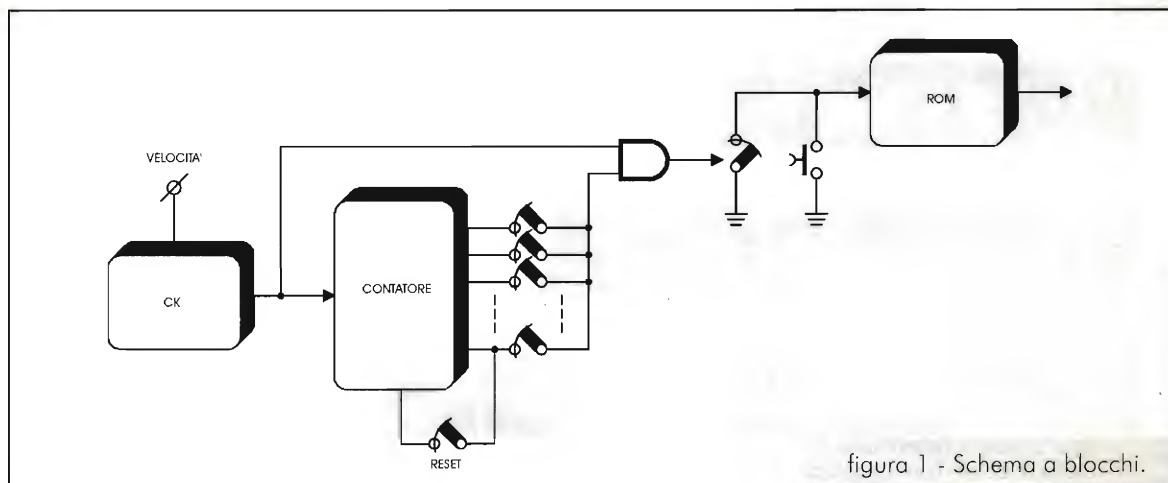 ROM
VELOCITA'
CK
CONTATORE
RESET
figura 1 - Schema a blocchi.